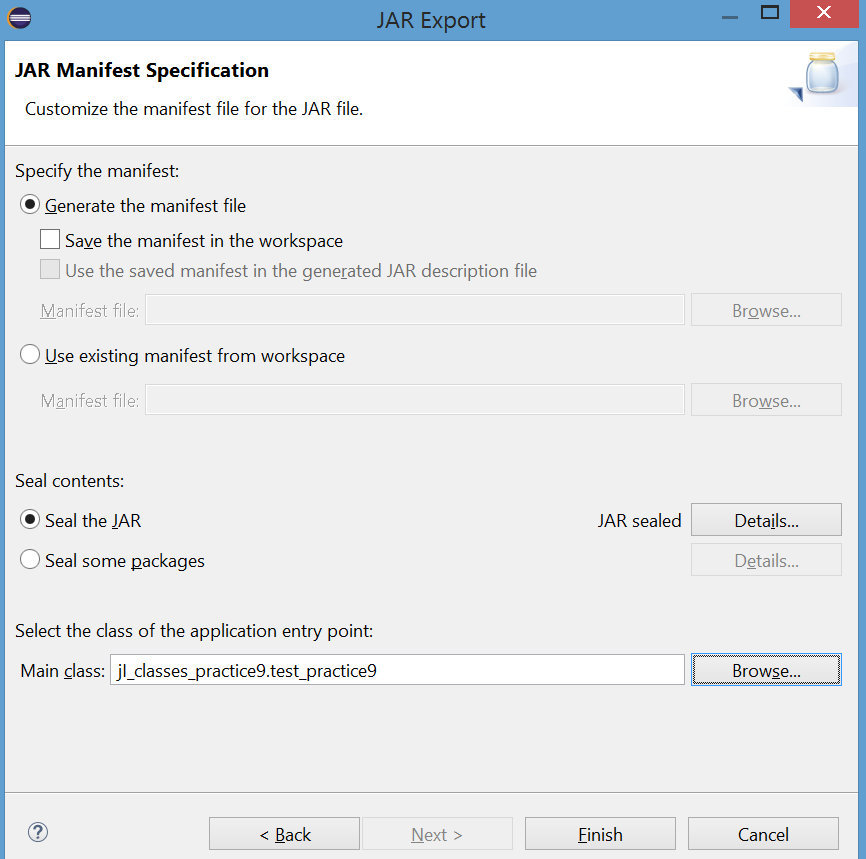 JAR Export
JAR Manifest Specification
Customize the manifest file for the JAR file.
Specify the manifest:
Generate the manifest file
Save the manifest in the workspace
Use the saved manifest in the generated JAR description file
Manifest file: Browse...
Use existing manifest from workspace
Manifest file: Browse...
Seal contents:
Seal the JAR JAR sealed Details...
Seal some packages Details...
Select the class of the application entry point:
Main class: jl_classes_practice9.test_practice9 Browse...
? < Back Next > Finish Cancel